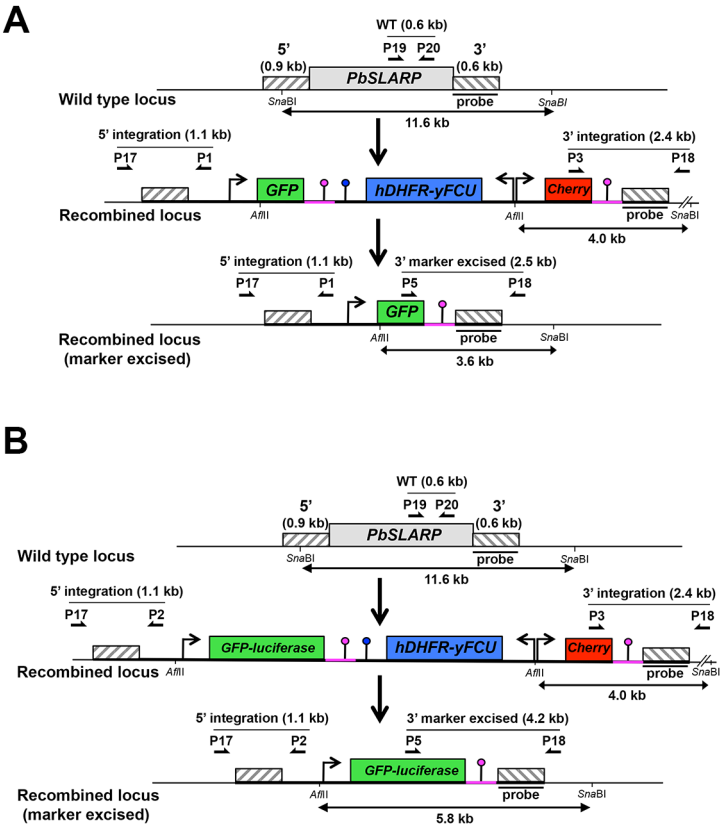 A
WT (0.6 kb)
5’ P19 P20 3’
(0.9 kb) (0.6 kb)
PbSLARP
Wild type locus SnaBI probe SnaBI
11.6 kb
5’ integration (1.1 kb) 3’ integration (2.4 kb)
P17 P1 P3 P18
GFP hDHFR-yFCU Cherry
Recombined locus AflII AflII probe SnaBI
4.0 kb
5’ integration (1.1 kb) 3’ marker excised (2.5 kb)
P17 P1 P5 P18
GFP
Recombined locus AflII probe SnaBI
(marker excised)
3.6 kb
B
WT (0.6 kb)
5’ P19 P20 3’
(0.9 kb) (0.6 kb)
PbSLARP
Wild type locus SnaBI probe SnaBI
11.6 kb
5’ integration (1.1 kb) 3’ integration (2.4 kb)
P17 P2 P3 P18
GFP-luciferase hDHFR-yFCU Cherry
Recombined locus AflII AflII probe SnaBI
4.0 kb
5’ integration (1.1 kb) 3’ marker excised (4.2 kb)
P17 P2 P5 P18
GFP-luciferase
Recombined locus AflII probe SnaBI
(marker excised) 5.8 kb